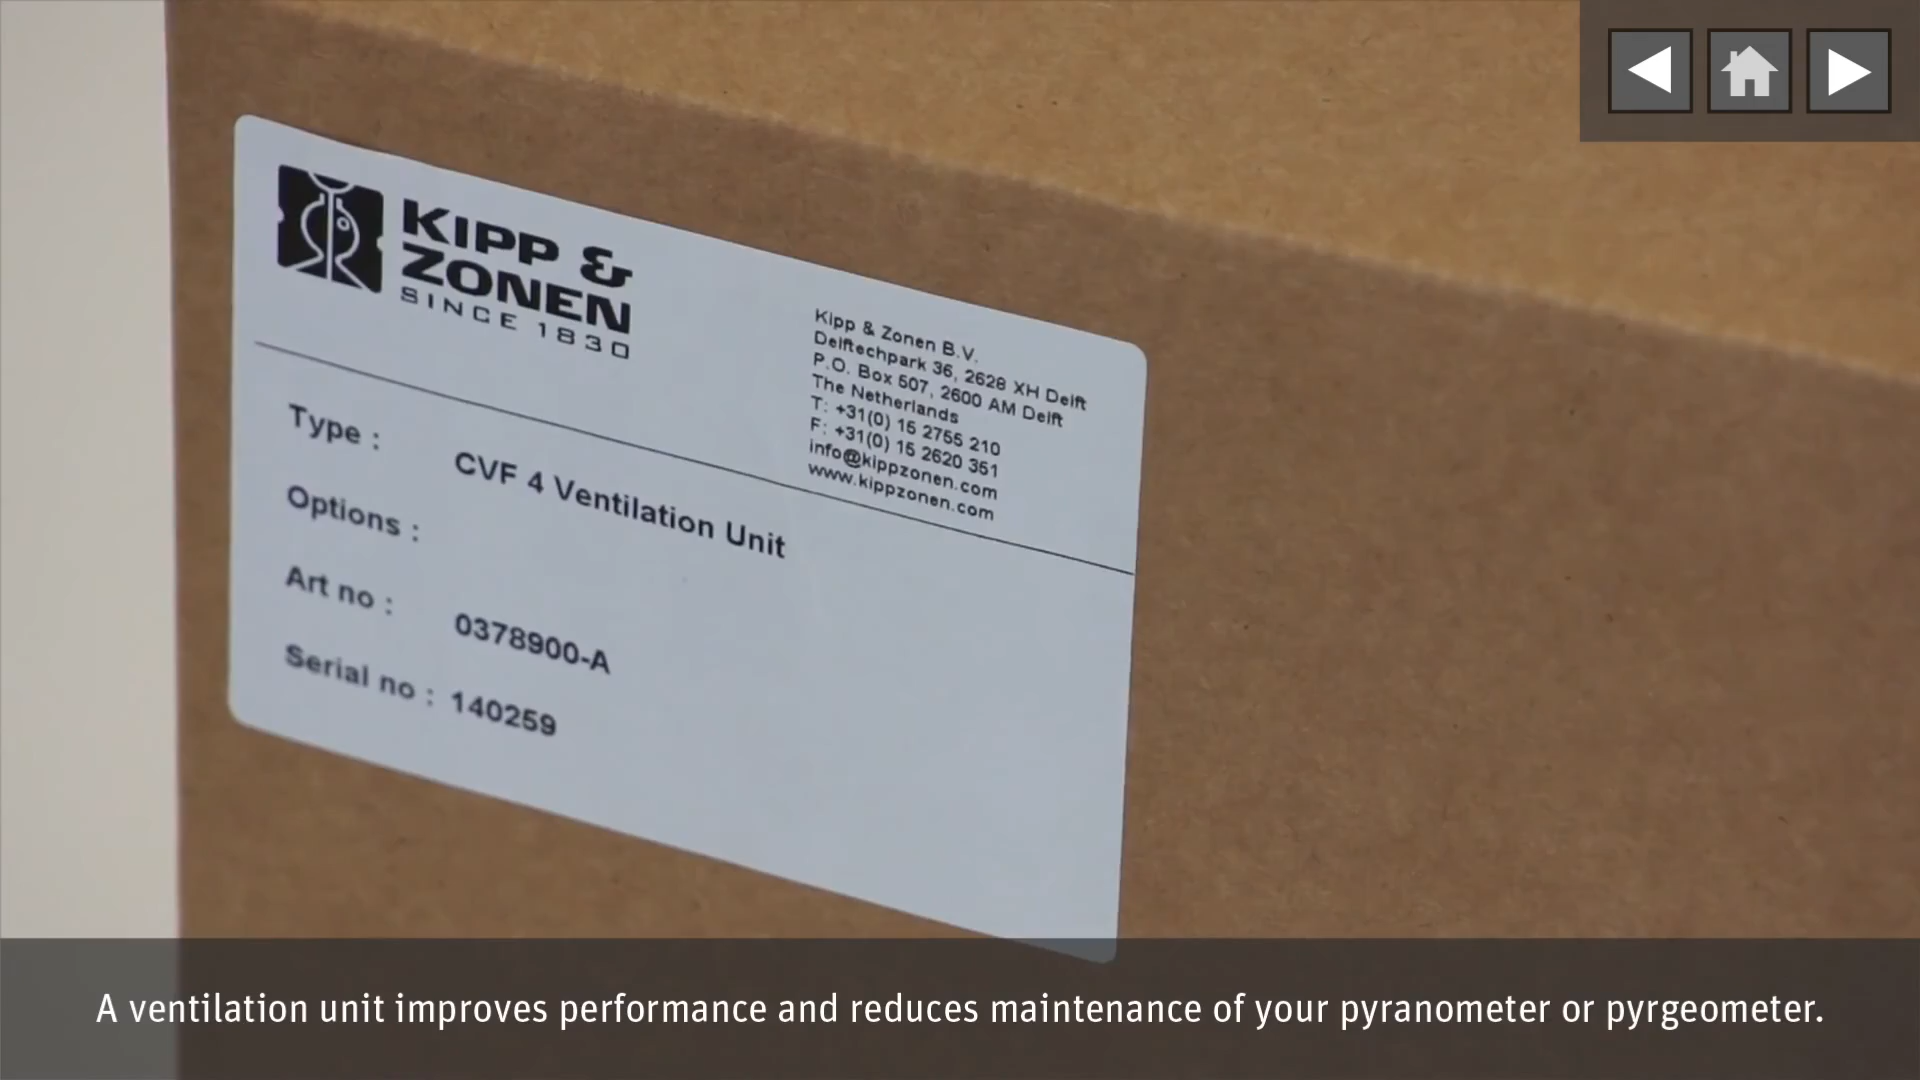 KIPP &
ZONEN
SINCE 1830
Kipp & Zonen B.V.
Delftechpark 36, 2628 XH Delft
P.O. Box 507, 2600 AM Delft
The Netherlands
T: +31(0) 15 2755 210
F: +31(0) 15 2620 351
info@kippzonen.com
www.kippzonen.com
Type : CVF 4 Ventilation Unit
Options :
Art no : 0378900-A
Serial no : 140259
A ventilation unit improves performance and reduces maintenance of your pyranometer or pyrgeometer.